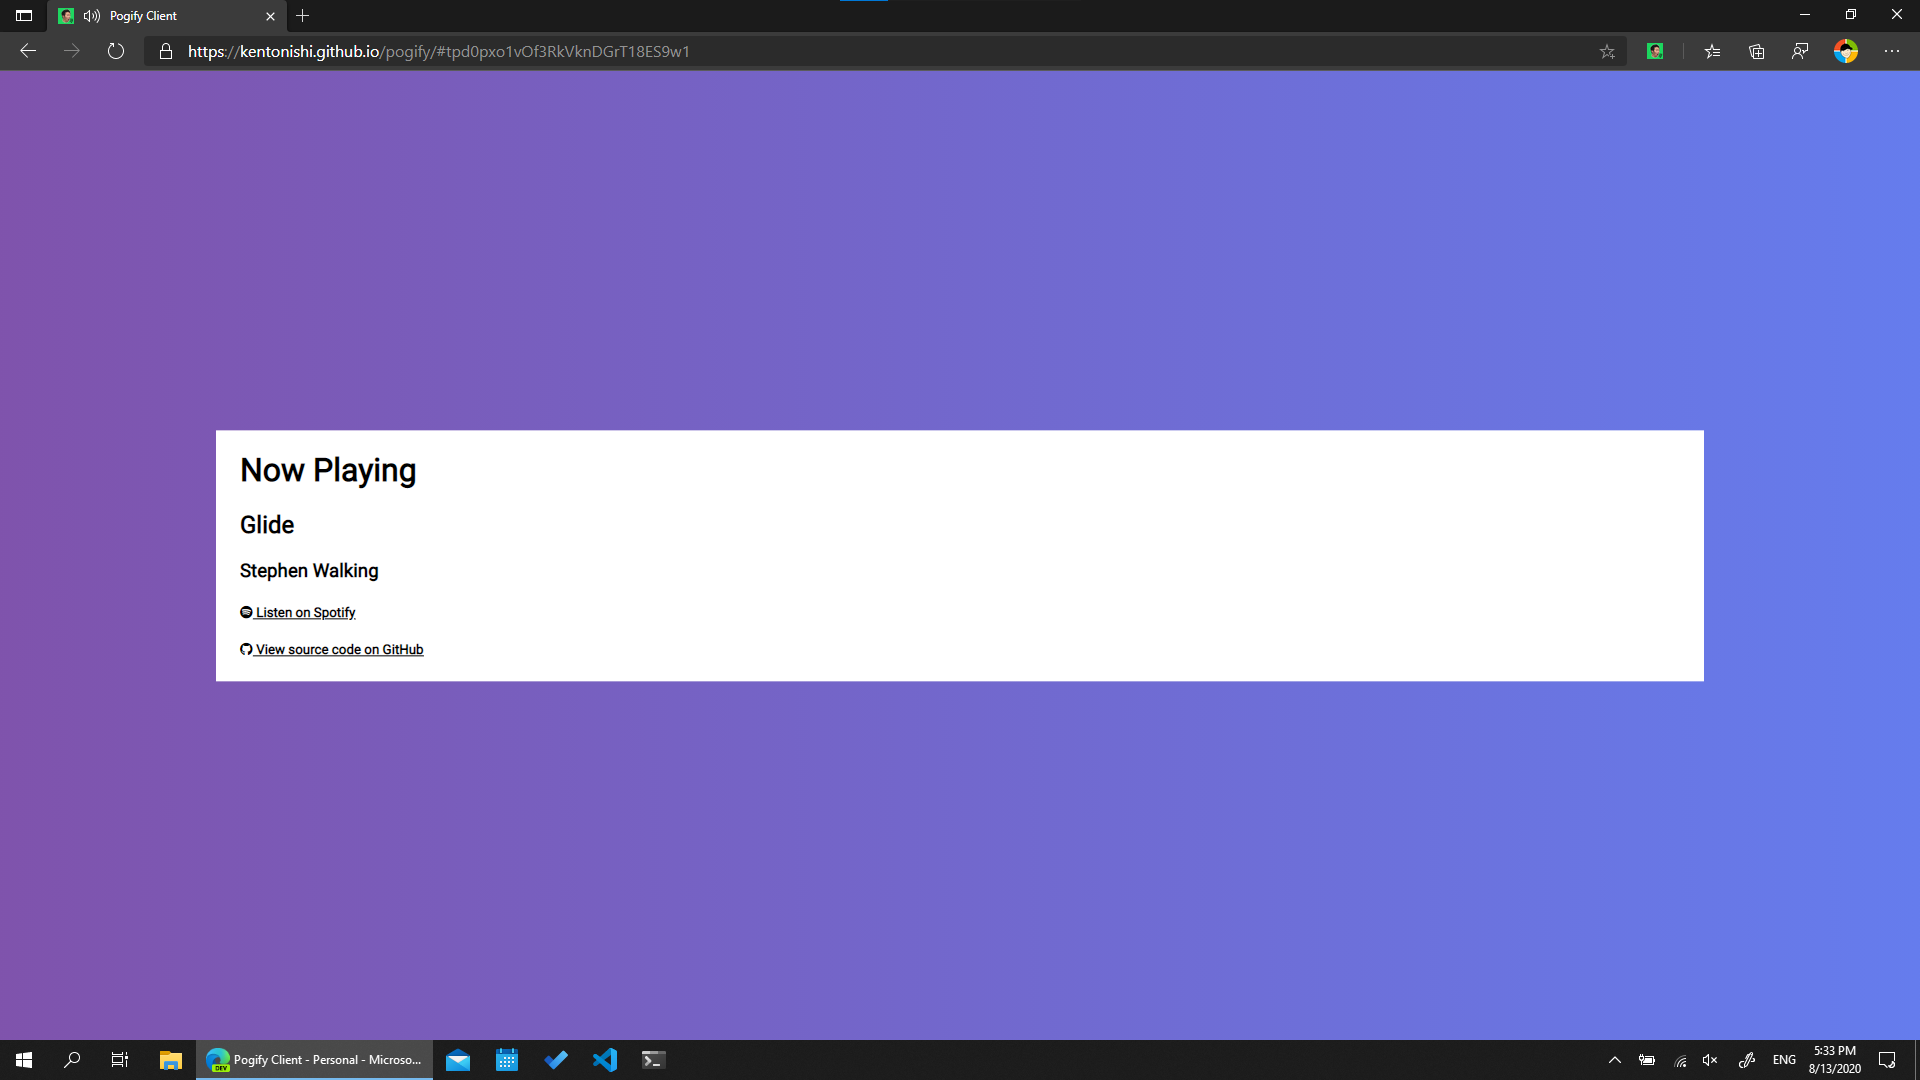 Pogify Client
https://kentonishi.github.io/pogify/#tpd0pxo1vOf3RkVknDGrT18ES9w1
Now Playing
Glide
Stephen Walking
Listen on Spotify
View source code on GitHub
DEV
Pogify Client - Personal - Microso...
ENG
5:33 PM
8/13/2020